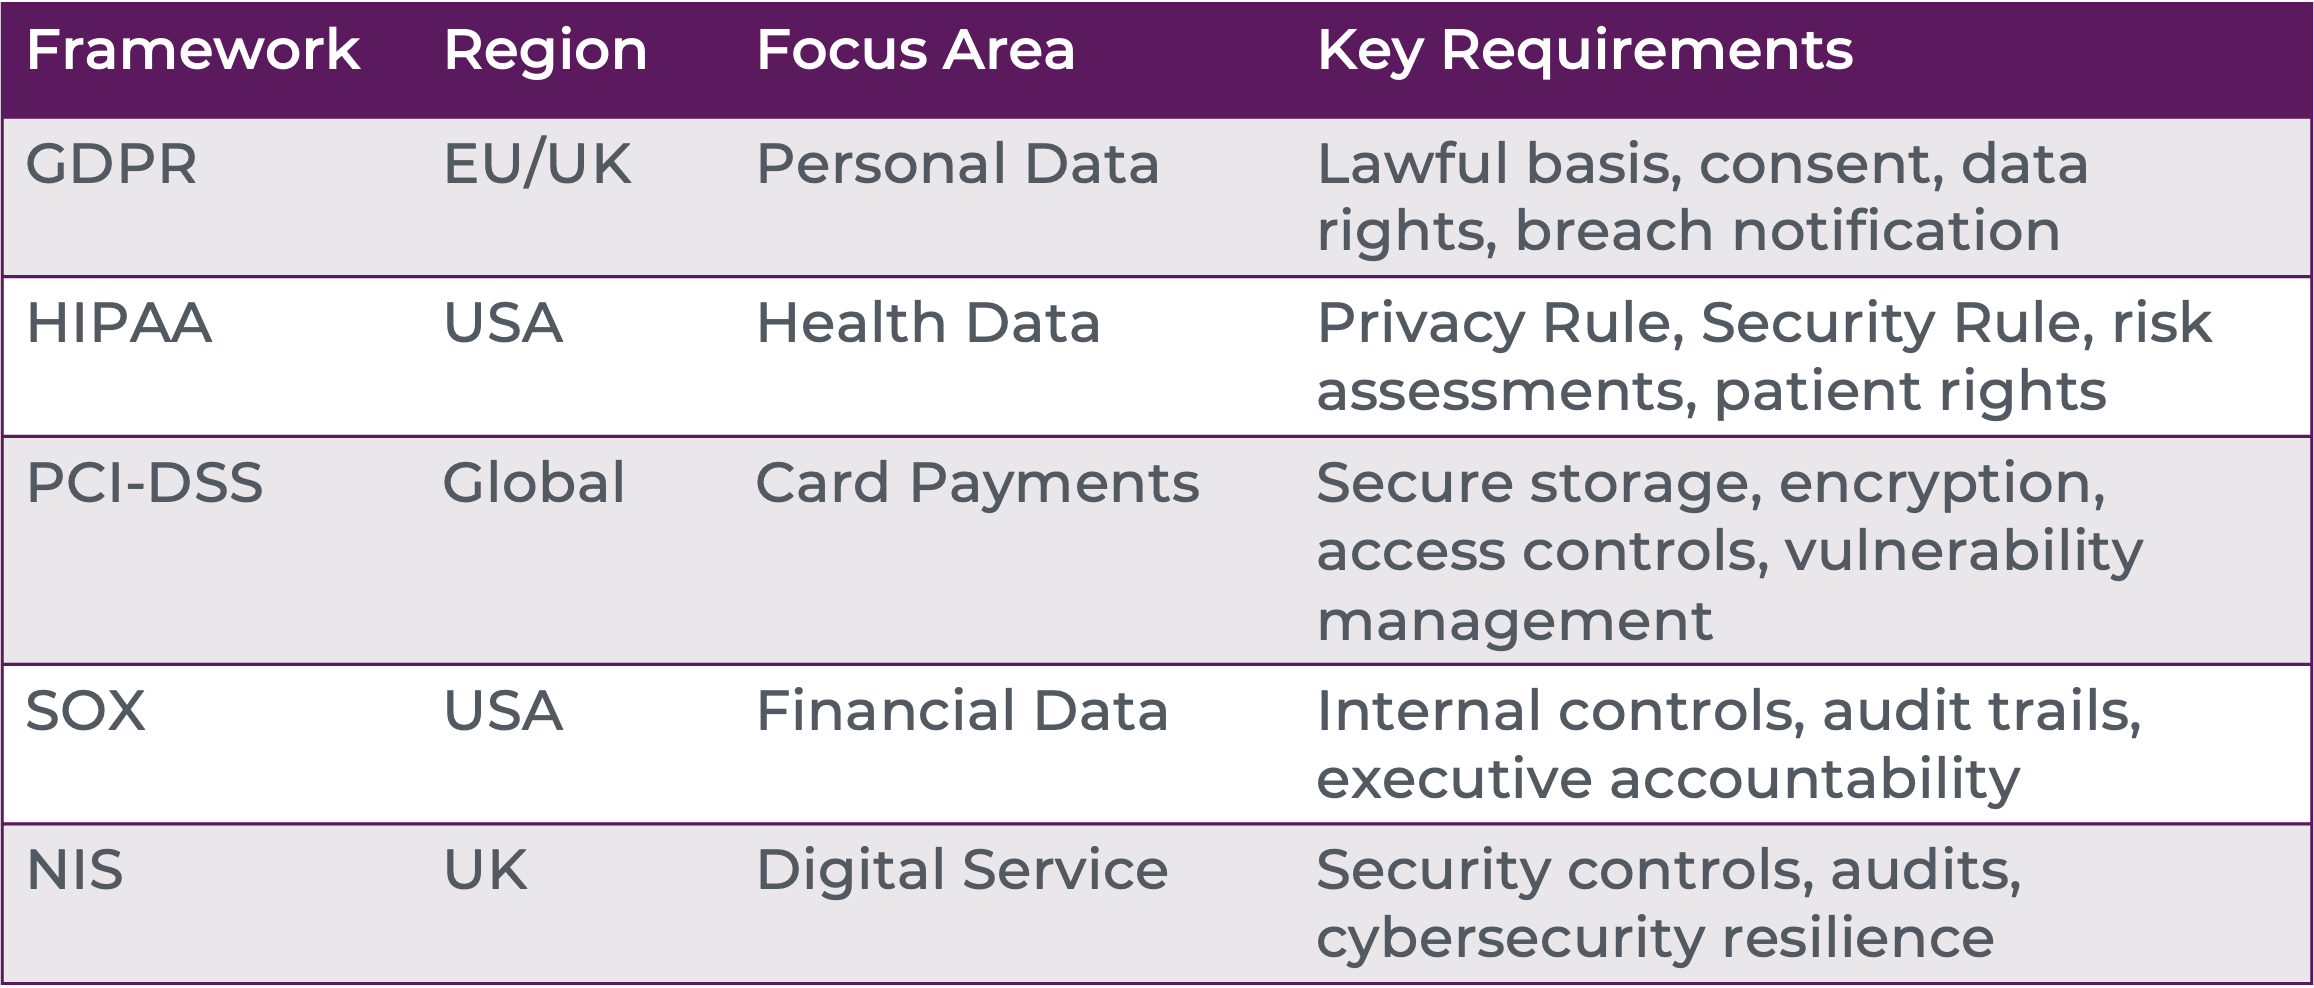 Framework Region Focus Area Key Requirements
GDPR EU/UK Personal Data Lawful basis, consent, data
rights, breach notification
HIPAA USA Health Data Privacy Rule, Security Rule, risk
assessments, patient rights
PCI-DSS Global Card Payments Secure storage, encryption,
access controls, vulnerability
management
SOX USA Financial Data Internal controls, audit trails,
executive accountability
NIS UK Digital Service Security controls, audits,
cybersecurity resilience